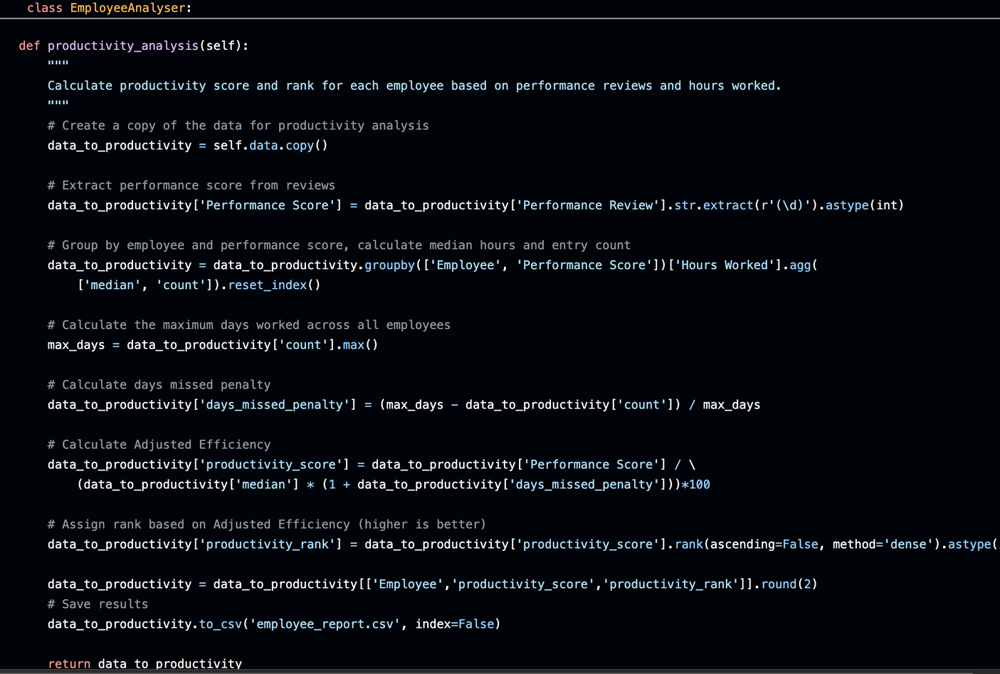 class EmployeeAnalyser:
def productivity_analysis(self):
"""
Calculate productivity score and rank for each employee based on performance reviews and hours worked.
"""
# Create a copy of the data for productivity analysis
data_to_productivity = self.data.copy()
# Extract performance score from reviews
data_to_productivity['Performance Score'] = data_to_productivity['Performance Review'].str.extract(r'(\d)').astype(int)
# Group by employee and performance score, calculate median hours and entry count
data_to_productivity = data_to_productivity.groupby(['Employee', 'Performance Score'])['Hours Worked'].agg(
['median', 'count']).reset_index()
# Calculate the maximum days worked across all employees
max_days = data_to_productivity['count'].max()
# Calculate days missed penalty
data_to_productivity['days_missed_penalty'] = (max_days - data_to_productivity['count']) / max_days
# Calculate Adjusted Efficiency
data_to_productivity['productivity_score'] = data_to_productivity['Performance Score'] / \
(data_to_productivity['median'] * (1 + data_to_productivity['days_missed_penalty']))*100
# Assign rank based on Adjusted Efficiency (higher is better)
data_to_productivity['productivity_rank'] = data_to_productivity['productivity_score'].rank(ascending=False, method='dense').astype(
data_to_productivity = data_to_productivity[['Employee','productivity_score','productivity_rank']].round(2)
# Save results
data_to_productivity.to_csv('employee_report.csv', index=False)
return data_to_productivity